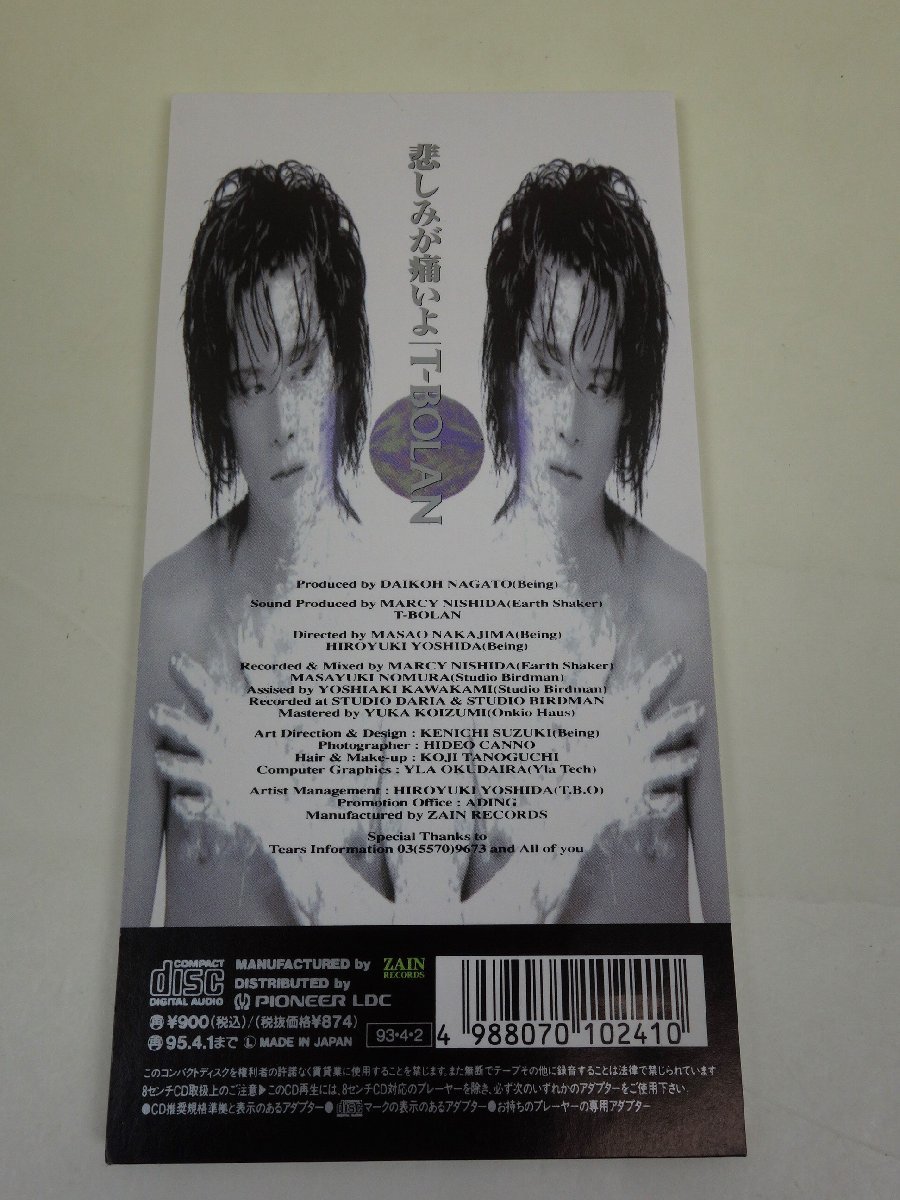 悲しみが痛いよ|T-BOLAN
Produced by DAIKOH NAGATO(Being)
Sound Produced by MARCY NISHIDA(Earth Shaker)
T-BOLAN
Directed by MASAO NAKAJIMA(Being)
HIROYUKI YOSHIDA(Being)
Recorded & Mixed by MARCY NISHIDA(Earth Shaker)
MASAYUKI NOMURA(Studio Birdman)
Assised by YOSHIAKI KAWAKAMI(Studio Birdman)
Recorded at STUDIO DARIA & STUDIO BIRDMAN
Mastered by YUKA KOIZUMI(Onkio Haus)
Art Direction & Design : KENICHI SUZUKI(Being)
Photographer : HIDEO CANNO
Hair & Make-up : KOJI TANOGUCHI
Computer Graphics : YLA OKUDAIRA(Yla Tech)
Artist Management : HIROYUKI YOSHIDA(T.B.O)
Promotion Office : ADING
Manufactured by ZAIN RECORDS
Special Thanks to
Tears Information 03(5570)9673 and All of you
COMPACT disc DIGITAL AUDIO
MANUFACTURED by ZAIN RECORDS
DISTRIBUTED by PIONEER LDC
再¥900(税込)/(税抜価格¥874)
再95.4.1まで Ⓛ MADE IN JAPAN
93・4・2
4 988070 102410
このコンパクトディスクを権利者の許諾なく賃貸業に使用することを禁じます。また無断でテープその他に録音することは法律で禁じられています
8センチCD取扱上のご注意▶このCD再生には、8センチCD対応のプレーヤーを除き、必ず次のいずれかのアダプターをご使用下さい
●CD推奨規格準拠と表示のあるアダプター●discマークの表示のあるアダプター●お持ちのプレーヤーの専用アダプター